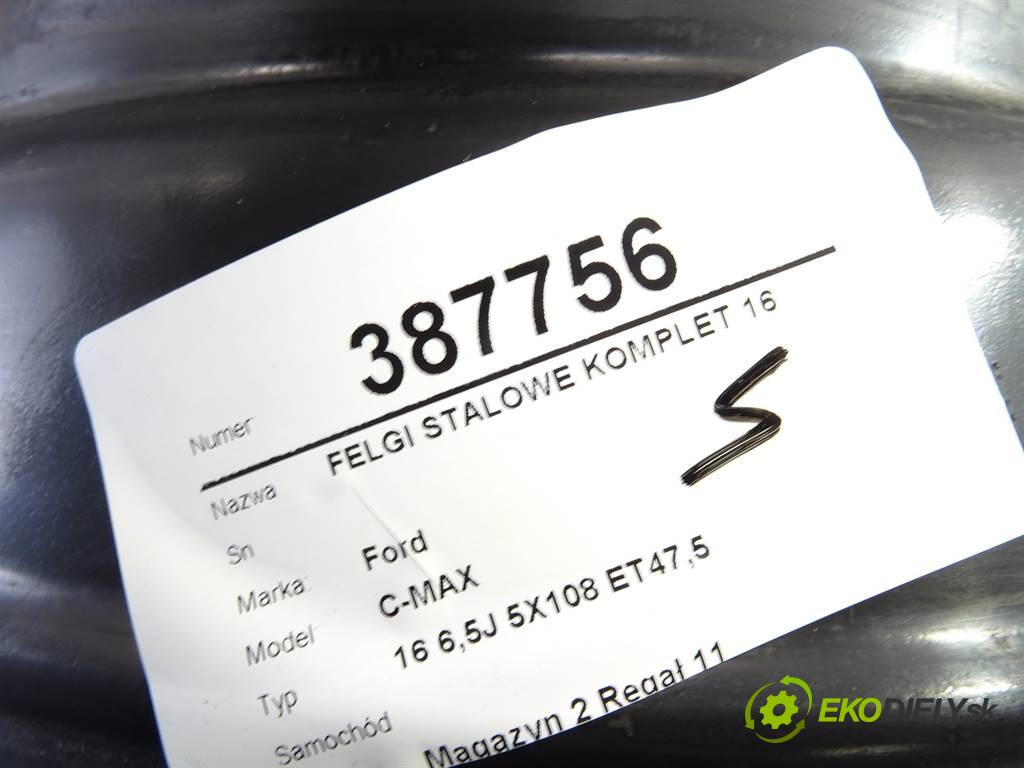 Numer 387756
Nazwa FELGI STALOWE KOMPLET 16
Sn
Marka: Ford
Model C-MAX
Typ 16 6,5J 5X108 ET47,5
Samochód
Magazyn 2 Regał 11
S
EKODIELY.sk